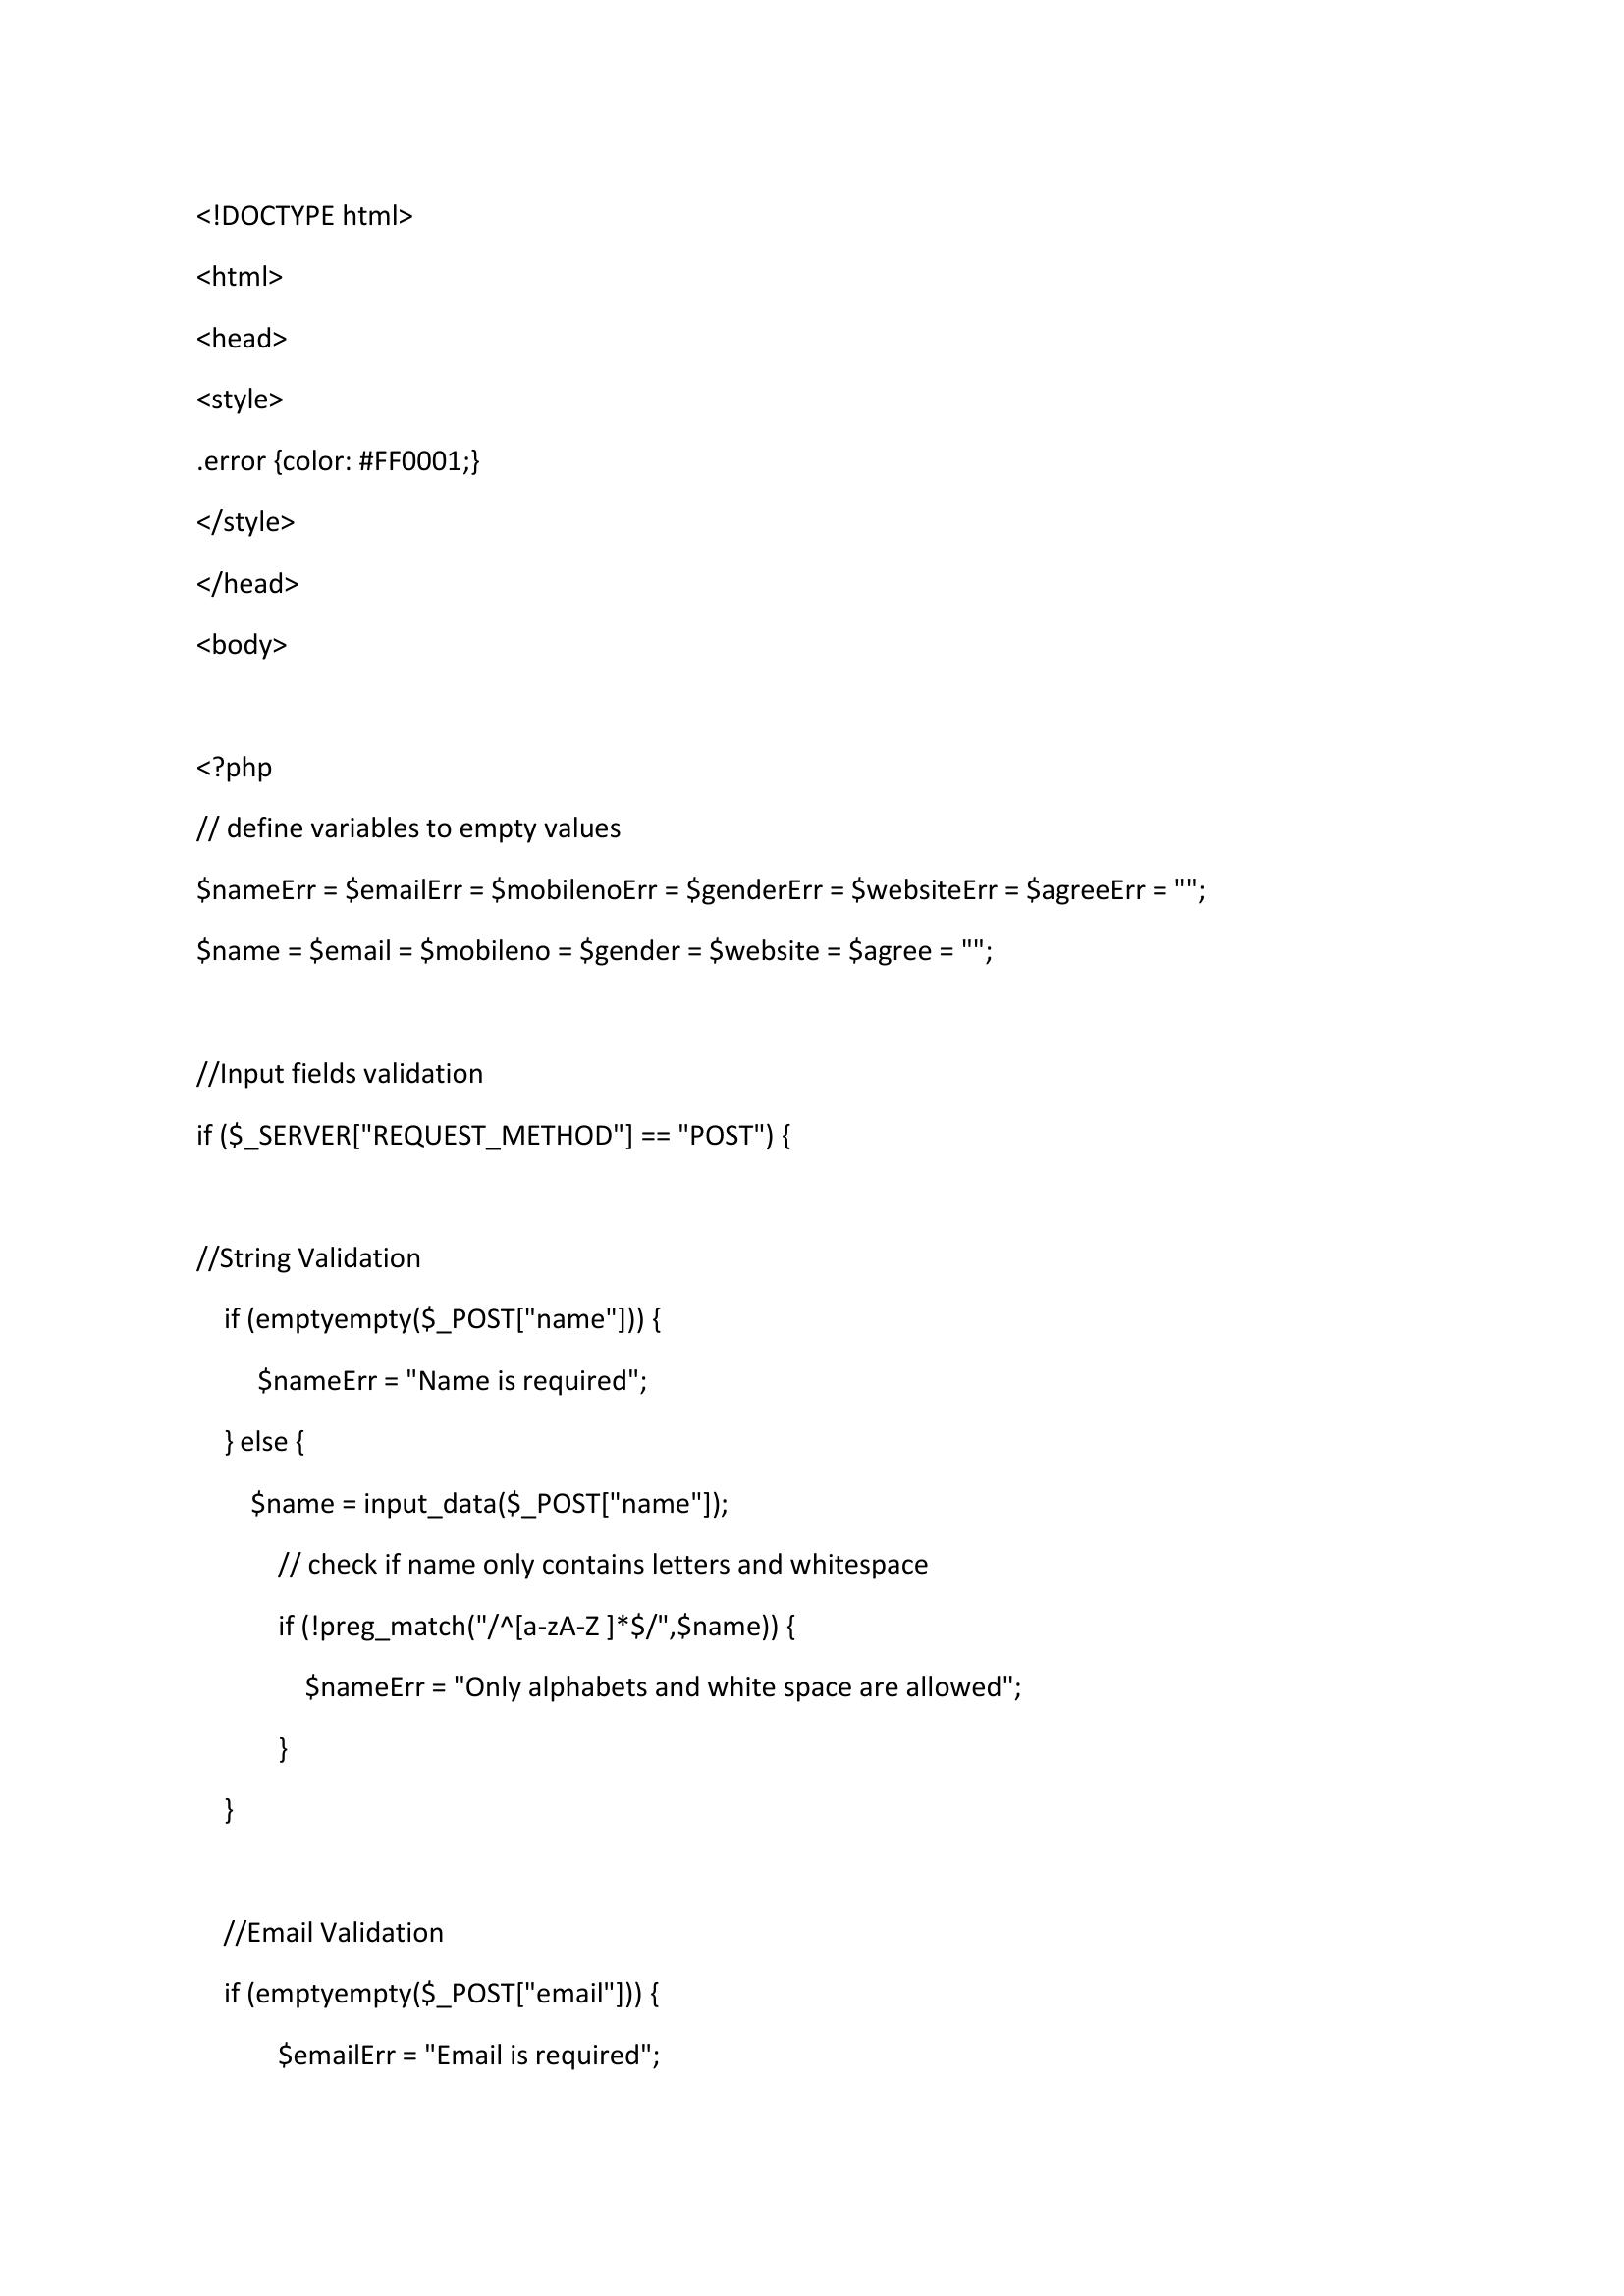 <!DOCTYPE html>
<html>
<head>
<style>
.error {color: #FF0001;}
</style>
</head>
<body>
<?php
// define variables to empty values
$nameErr = $emailErr = $mobilenoErr = $genderErr = $websiteErr = $agreeErr = "";
$name = $email = $mobileno = $gender = $website = $agree = "";
//Input fields validation
if ($_SERVER["REQUEST_METHOD"] == "POST") {
//String Validation
if (emptyempty($_POST["name"])) {
$nameErr = "Name is required";
} else {
$name = input_data($_POST["name"]);
// check if name only contains letters and whitespace
if (!preg_match("/^[a-zA-Z ]*$/",$name)) {
$nameErr = "Only alphabets and white space are allowed";
}
}
//Email Validation
if (emptyempty($_POST["email"])) {
$emailErr = "Email is required";